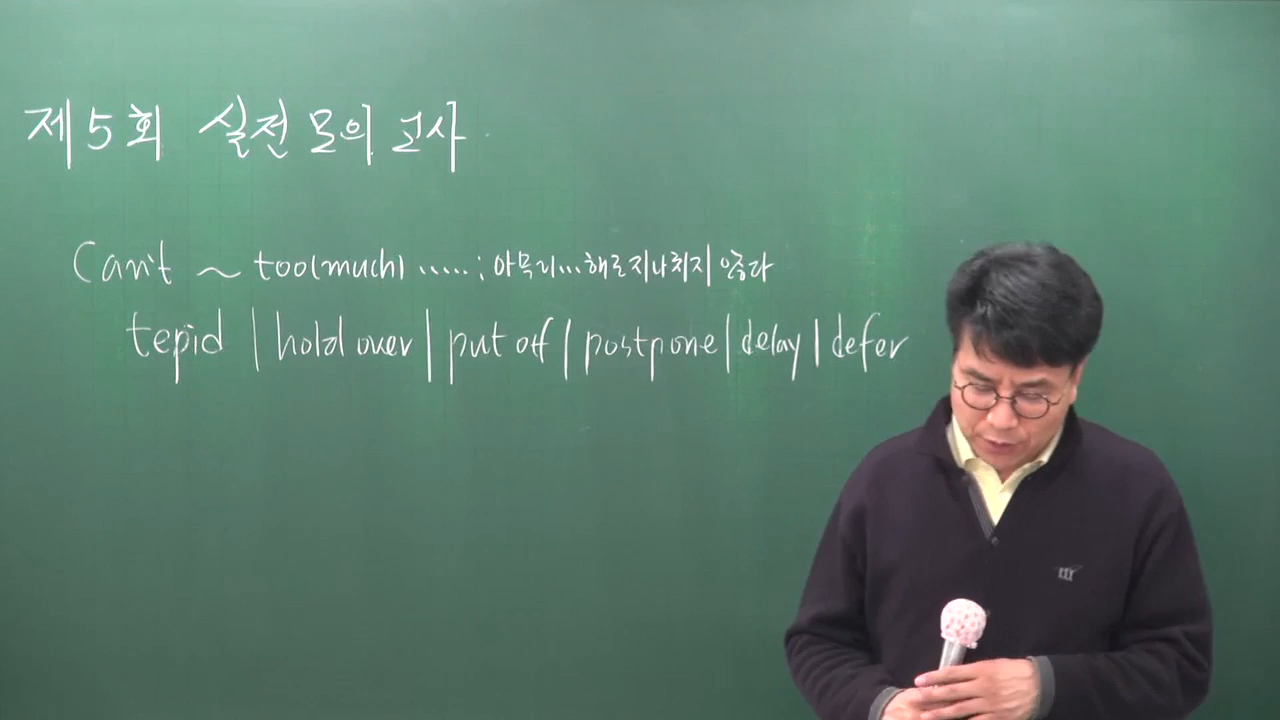 제5회 실전모의고사
Can't ~ too(much) ..... : 아무리...해도지나치지 않다
tepid | hold over | put off | postpone | delay | defer